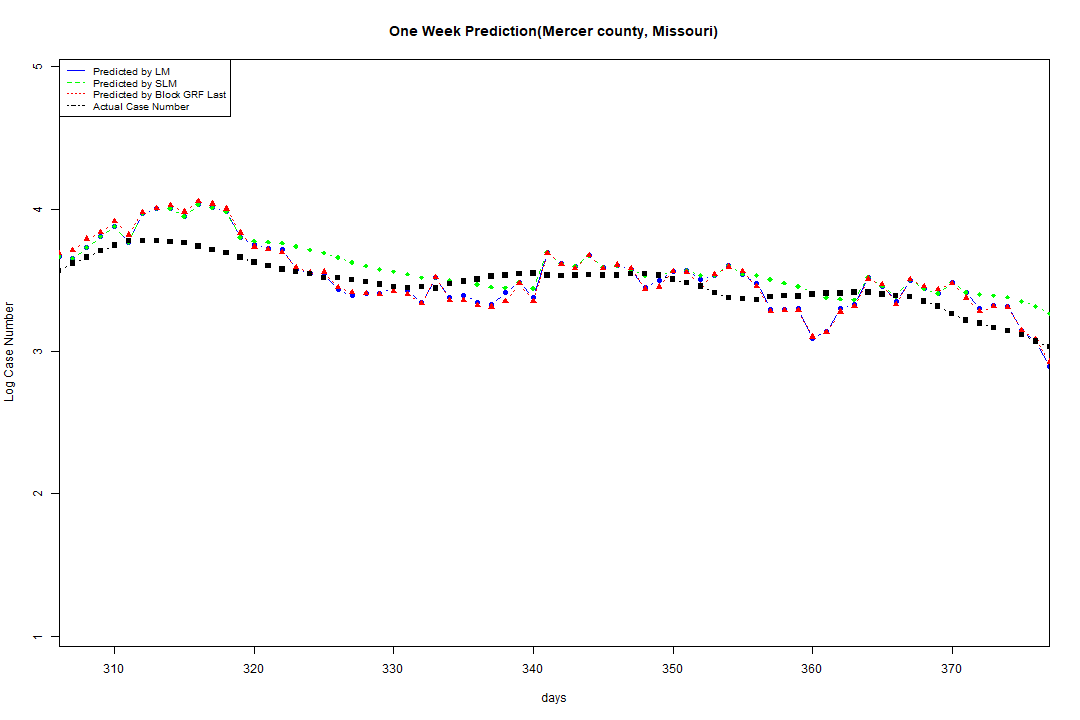 One Week Prediction(Mercer county, Missouri)
5
Predicted by LM
Predicted by SLM
Predicted by Block GRF Last
Actual Case Number
4
3
2
1
Log Case Number
310 320 330 340 350 360 370
days